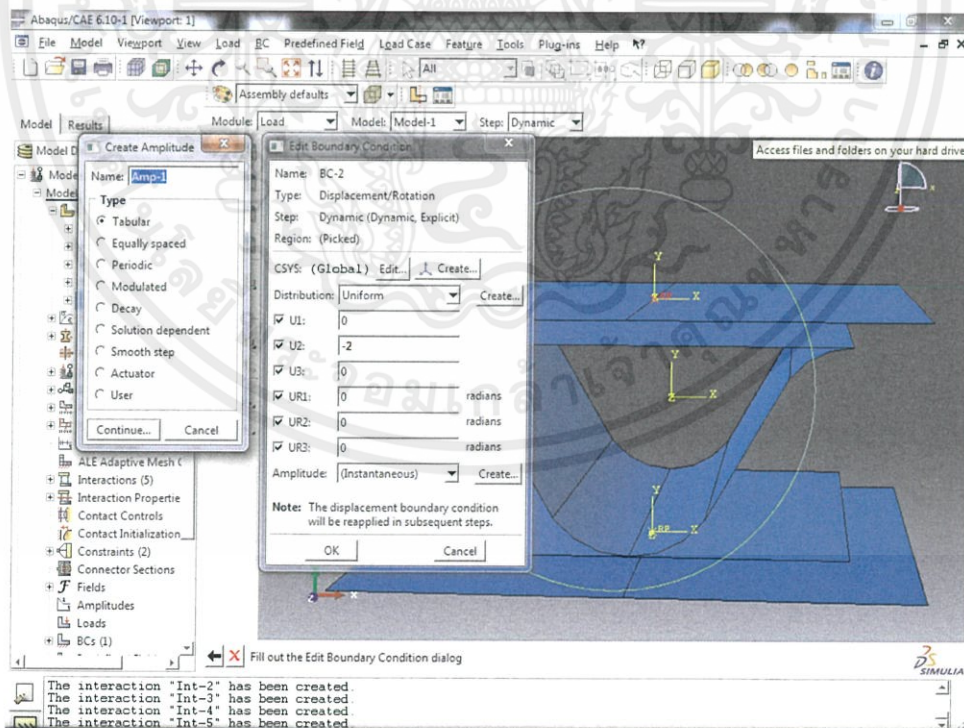 Abaqus/CAE 6.10-1 [Viewport: 1]
File Model Viewport View Load BC Predefined Field Load Case Feature Tools Plug-ins Help
All
Assembly defaults
Model Results
Module: Load Model: Model-1 Step: Dynamic
Access files and folders on your hard drive
Create Amplitude
Name: Amp-1
Type
Tabular
Equally spaced
Periodic
Modulated
Decay
Solution dependent
Smooth step
Actuator
User
Continue... Cancel
Edit Boundary Condition
Name: BC-2
Type: Displacement/Rotation
Step: Dynamic (Dynamic, Explicit)
Region: (Picked)
CSYS: (Global) Edit... Create...
Distribution: Uniform Create...
U1: 0
U2: -2
U3: 0
UR1: 0 radians
UR2: 0 radians
UR3: 0 radians
Amplitude: (Instantaneous) Create...
Note: The displacement boundary condition
will be reapplied in subsequent steps.
OK Cancel
ALE Adaptive Mesh C
Interactions (5)
Interaction Propertie
Contact Controls
Contact Initialization
Constraints (2)
Connector Sections
Fields
Amplitudes
Loads
BCs (1)
Y
X
Y
Z X
Y
RP X
X
Fill out the Edit Boundary Condition dialog
SIMULIA
The interaction "Int-2" has been created.
The interaction "Int-3" has been created.
The interaction "Int-4" has been created.
The interaction "Int-5" has been created.